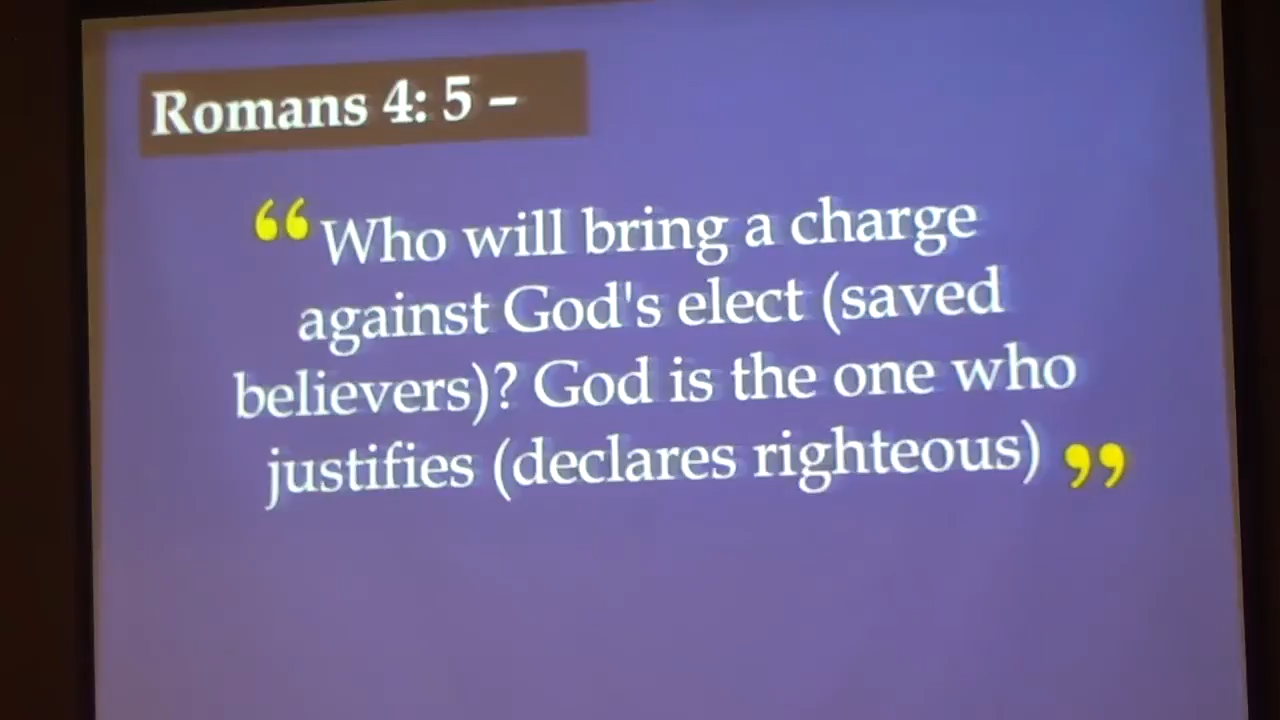 Romans 4: 5 –
“Who will bring a charge
against God's elect (saved
believers)? God is the one who
justifies (declares righteous)”